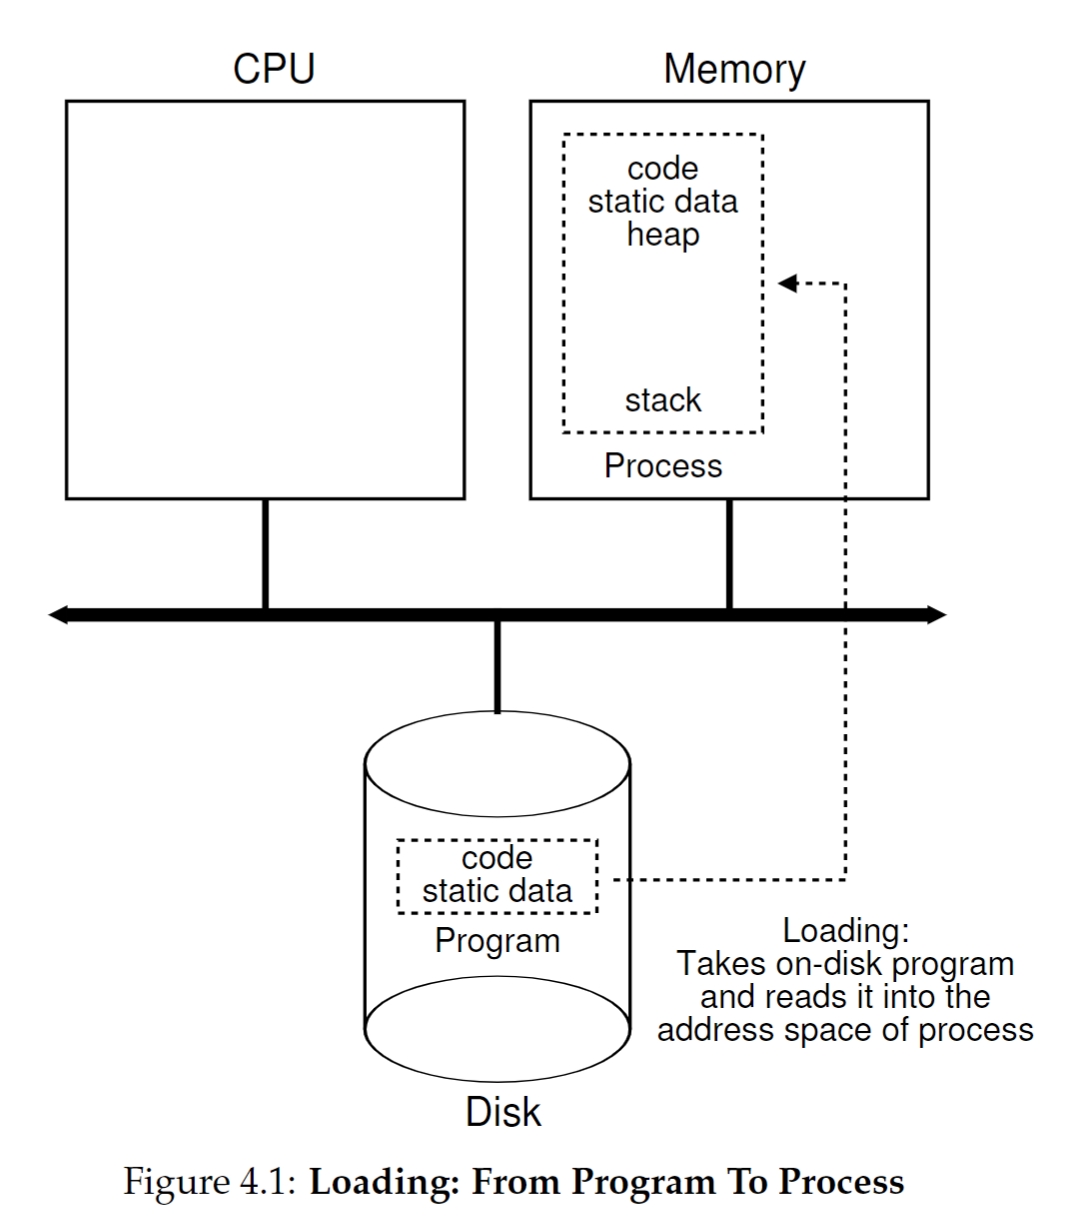 CPU
Memory
code
static data
heap
stack
Process
code
static data
Program
Loading:
Takes on-disk program
and reads it into the
address space of process
Disk
Figure 4.1: Loading: From Program To Process